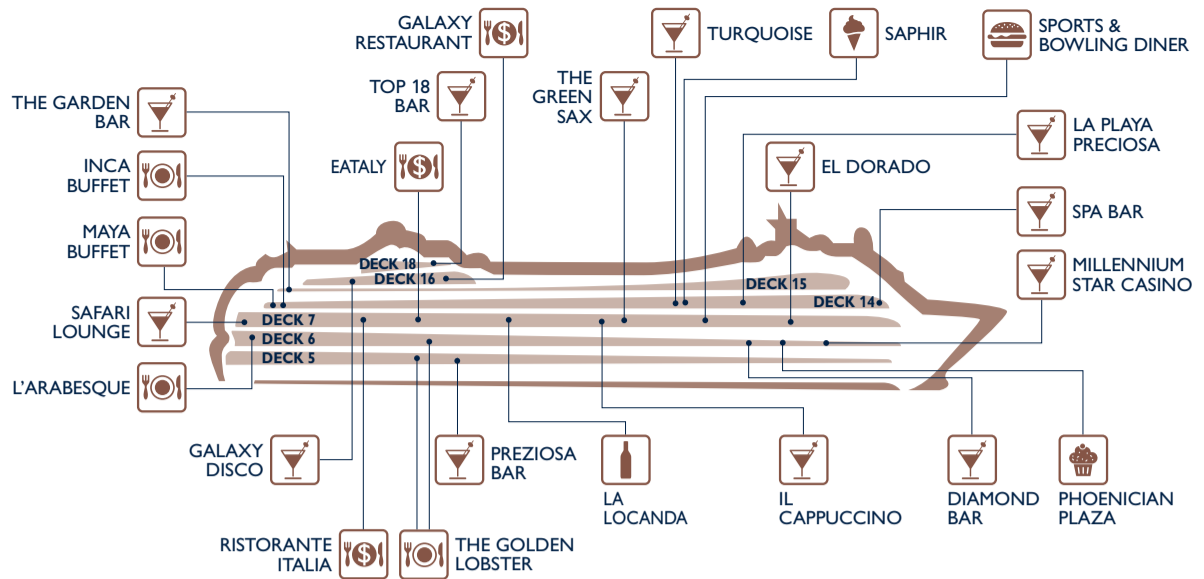 GALAXY
RESTAURANT
TURQUOISE
SAPHIR
SPORTS &
BOWLING DINER
TOP 18
BAR
THE
GREEN
SAX
THE GARDEN
BAR
LA PLAYA
PRECIOSA
INCA
BUFFET
EATALY
EL DORADO
MAYA
BUFFET
SPA BAR
DECK 18
DECK 16
DECK 15
DECK 14
MILLENNIUM
STAR CASINO
SAFARI
LOUNGE
DECK 7
DECK 6
DECK 5
L'ARABESQUE
GALAXY
DISCO
PREZIOSA
BAR
LA
LOCANDA
IL
CAPPUCCINO
DIAMOND
BAR
PHOENICIAN
PLAZA
RISTORANTE
ITALIA
$
THE GOLDEN
LOBSTER
$
$